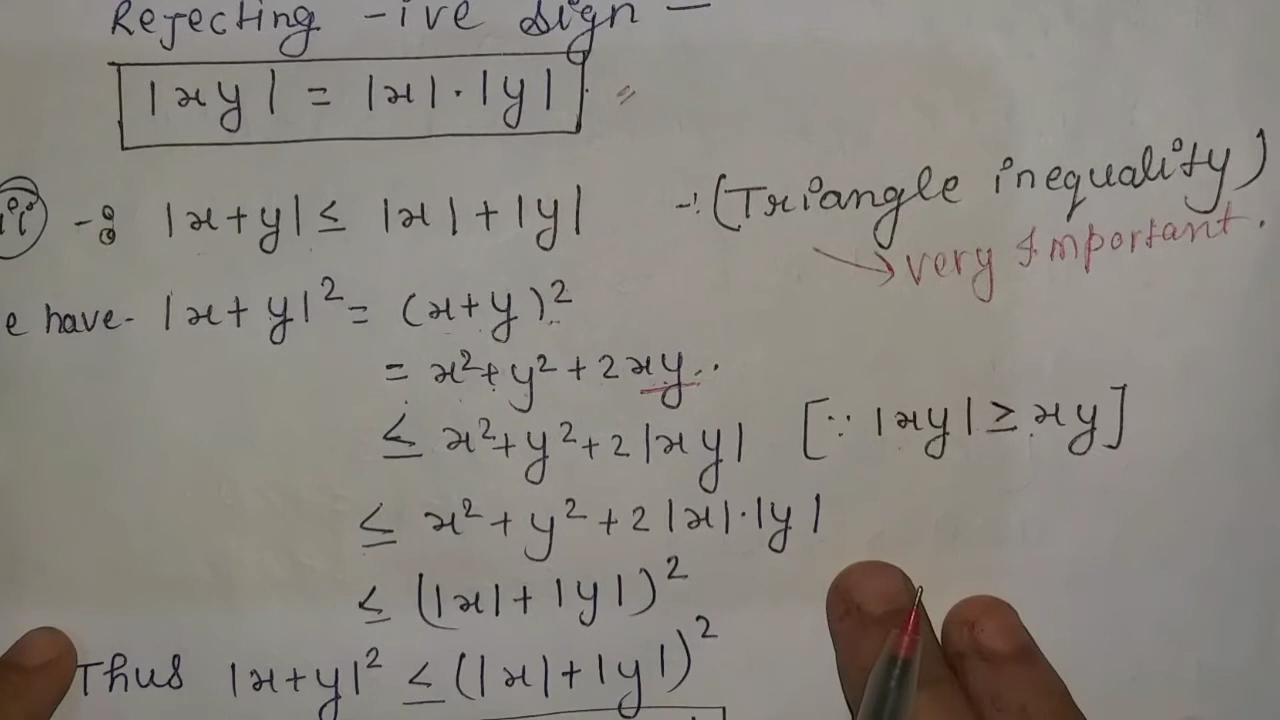 Rejecting -ive sign –
|xy| = |x|·|y|
-: |x+y| ≤ |x|+|y| -: (Triangle inequality)
→ very Important.
e have- |x+y|² = (x+y)²
= x²+y²+2xy..
≤ x²+y²+2|xy| [∵ |xy| ≥ xy]
≤ x²+y²+2|x|·|y|
≤ (|x|+|y|)²
Thus |x+y|² ≤ (|x|+|y|)²